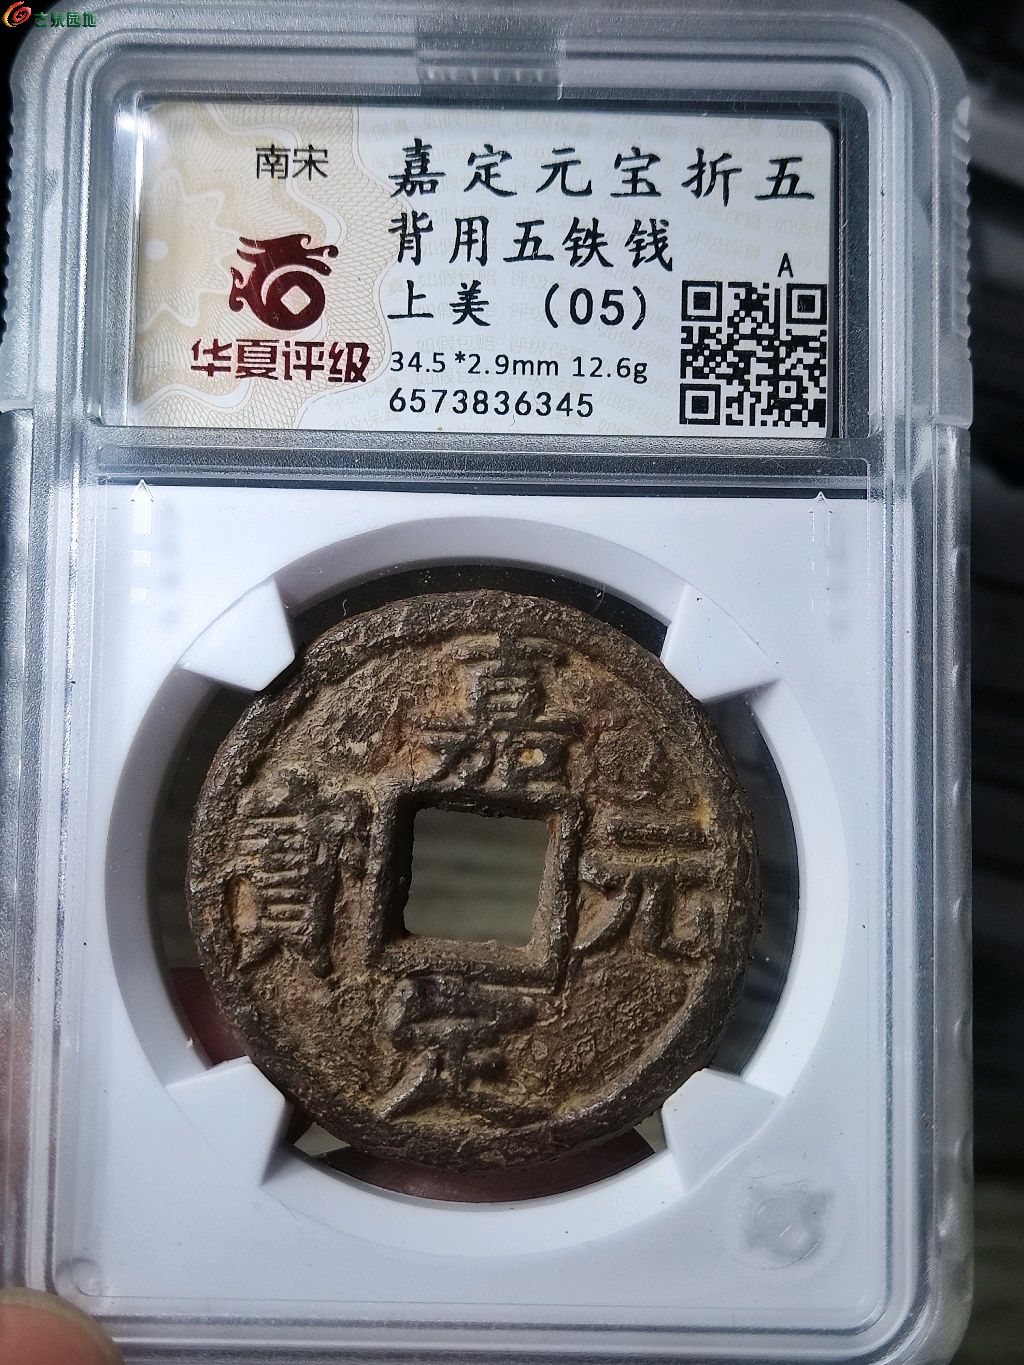 古泉园地
南宋
嘉定元宝折五
背用五铁钱
上美 (05)
A
华夏评级
34.5*2.9mm 12.6g
6573836345
嘉
元
寳
定